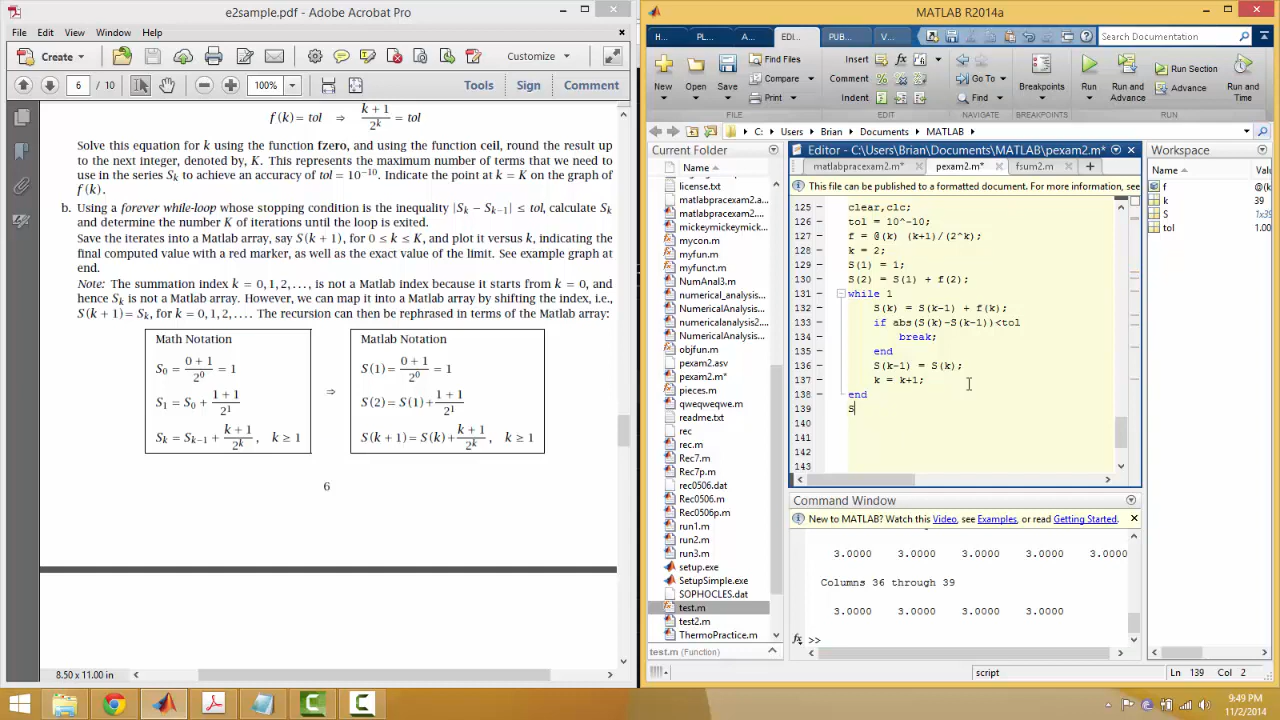 e2sample.pdf - Adobe Acrobat Pro
File Edit View Window Help
Create
Customize
6 / 10
100%
Tools Sign Comment
f(k) = tol ⇒ k + 1 / 2^k = tol
Solve this equation for k using the function fzero, and using the function ceil, round the result up
to the next integer, denoted by, K. This represents the maximum number of terms that we need to
use in the series S_k to achieve an accuracy of tol = 10^-10. Indicate the point at k = K on the graph of
f(k).
b. Using a forever while-loop whose stopping condition is the inequality |S_k − S_k−1| ≤ tol, calculate S_k
and determine the number K of iterations until the loop is exited.
Save the iterates into a Matlab array, say S(k + 1), for 0 ≤ k ≤ K, and plot it versus k, indicating the
final computed value with a red marker, as well as the exact value of the limit. See example graph at
end.
Note: The summation index k = 0, 1, 2, . . . , is not a Matlab index because it starts from k = 0, and
hence S_k is not a Matlab array. However, we can map it into a Matlab array by shifting the index, i.e.,
S(k + 1) = S_k, for k = 0, 1, 2, . . . . The recursion can then be rephrased in terms of the Matlab array:
Math Notation
S_0 = 0 + 1 / 2^0 = 1
S_1 = S_0 + 1 + 1 / 2^1
S_k = S_k−1 + k + 1 / 2^k , k ≥ 1
⇒
Matlab Notation
S(1) = 0 + 1 / 2^0 = 1
S(2) = S(1) + 1 + 1 / 2^1
S(k + 1) = S(k) + k + 1 / 2^k , k ≥ 1
6
8.50 x 11.00 in
MATLAB R2014a
H... PL... A... EDI... PUB... V...
Search Documentation
New Open Save
Find Files
Compare
Print
Insert
Comment
Indent
Go To
Find
Breakpoints
Run
Run and Advance
Run Section
Advance
Run and Time
FILE EDIT NAVIGATE BREAKPOINTS RUN
C: Users Brian Documents MATLAB
Current Folder
Name
license.txt
matlabpracexam2.a...
matlabpracexam2.m*
mickeymickeymickey...
mycon.m
myfun.m
myfunct.m
NumAnal3.m
numerical_analysis...
NumericalAnalysis...
numericalanalysis2...
NumericalAnalysis...
objfun.m
pexam2.asv
pexam2.m*
pieces.m
qweqweqwe.m
readme.txt
rec
rec.m
Rec7.m
Rec7p.m
rec0506.dat
Rec0506.m
Rec0506p.m
run1.m
run2.m
run3.m
setup.exe
SetupSimple.exe
SOPHOCLES.dat
test.m
test2.m
ThermoPractice.m
test.m (Function)
Editor - C:\Users\Brian\Documents\MATLAB\pexam2.m*
matlabpracexam2.m* pexam2.m* fsum2.m
This file can be published to a formatted document. For more information, see
125 clear,clc;
126 tol = 10^-10;
127 f = @(k) (k+1)/(2^k);
128 k = 2;
129 S(1) = 1;
130 S(2) = S(1) + f(2);
131 while 1
132 S(k) = S(k-1) + f(k);
133 if abs(S(k)-S(k-1))<tol
134 break;
135 end
136 S(k-1) = S(k);
137 k = k+1;
138 end
139 S
140
141
142
143
Command Window
New to MATLAB? Watch this Video, see Examples, or read Getting Started.
3.0000 3.0000 3.0000 3.0000 3.0000
Columns 36 through 39
3.0000 3.0000 3.0000 3.0000
fx >>
script
Ln 139 Col 2
Workspace
Name Val
f @(k
k 39
S 1x39
tol 1.00
9:49 PM
11/2/2014